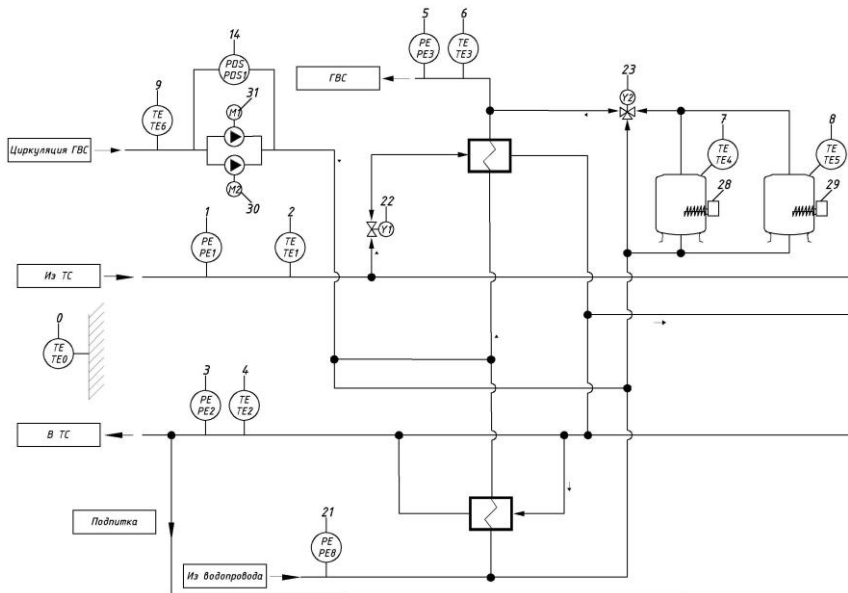 5
6
14
PE
PE3
TE
TE3
23
PDS
PDS1
ГВС
Y2
9
31
7
8
M1
TE
TE6
TE
TE4
TE
TE5
Циркуляция ГВС
28
29
M2
30
22
1
2
Y1
PE
PE1
TE
TE1
Из ТС
0
TE
TE0
3
4
PE
PE2
TE
TE2
В ТС
21
Подпитка
PE
PE8
Из водопровода